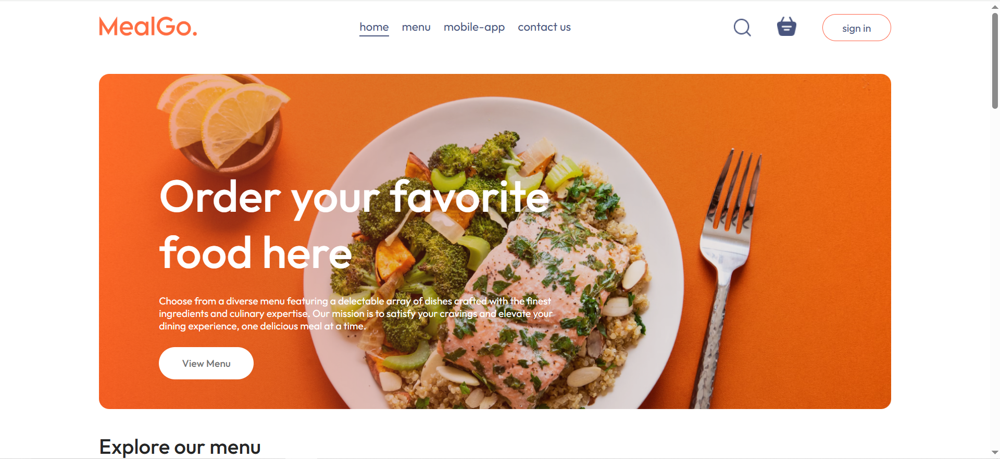 MealGo.
home menu mobile-app contact us
sign in
Order your favorite
food here
Choose from a diverse menu featuring a delectable array of dishes crafted with the finest
ingredients and culinary expertise. Our mission is to satisfy your cravings and elevate your
dining experience, one delicious meal at a time.
View Menu
Explore our menu